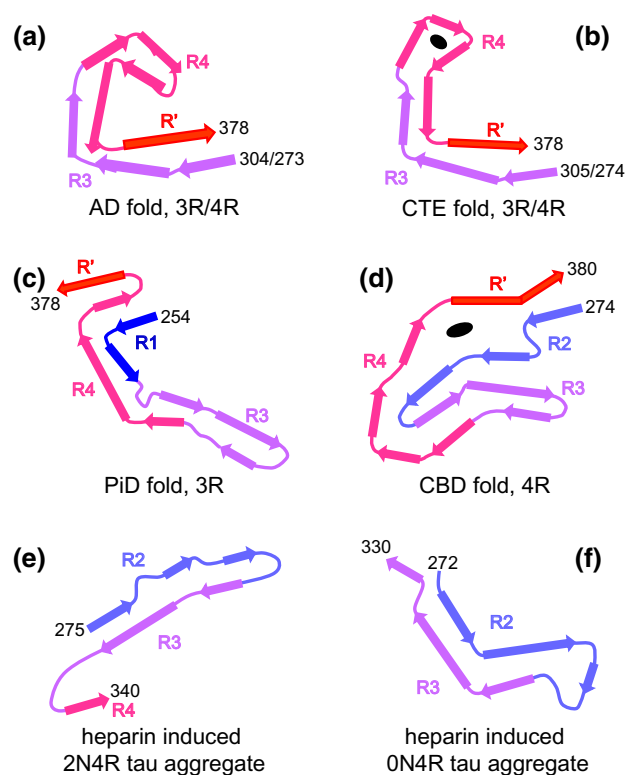 (a)
R4
R'
378
304/273
R3
AD fold, 3R/4R
(b)
R4
R'
378
305/274
R3
CTE fold, 3R/4R
(c)
R'
378
254
R1
R4
R3
PiD fold, 3R
(d)
R'
380
274
R2
R4
R3
CBD fold, 4R
(e)
R2
275
R3
340
R4
heparin induced
2N4R tau aggregate
(f)
330
272
R2
R3
heparin induced
0N4R tau aggregate